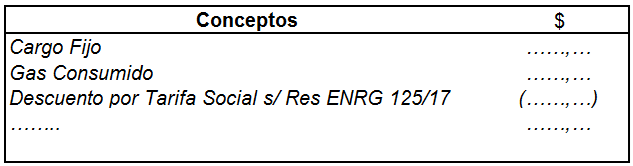 Conceptos $
Cargo Fijo ……,…
Gas Consumido ……,…
Descuento por Tarifa Social s/ Res ENRG 125/17 (……,…)
…….. ……,…